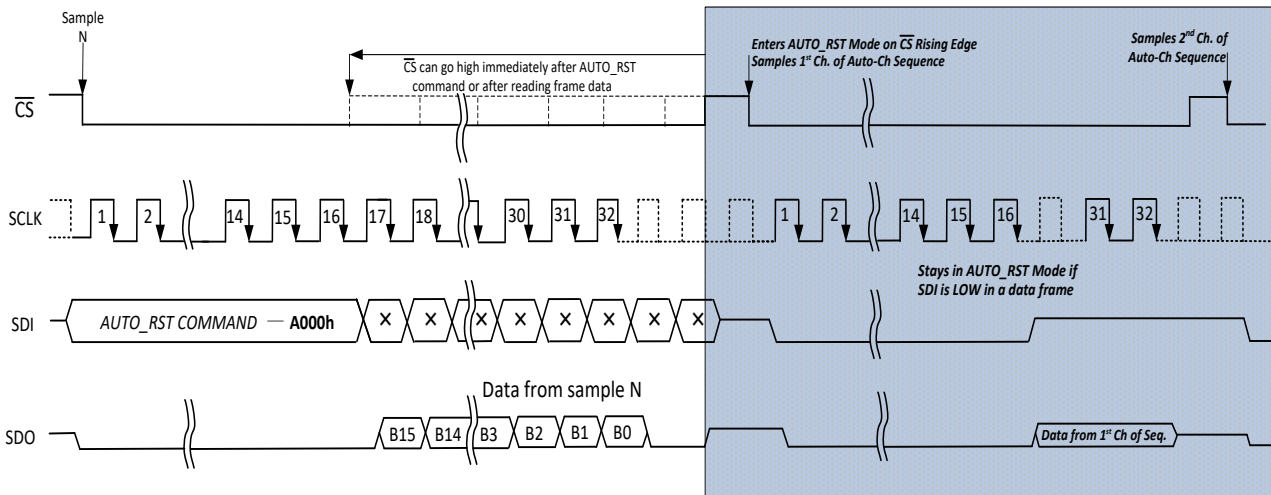 Sample
N
CS can go high immediately after AUTO_RST
command or after reading frame data
Enters AUTO_RST Mode on CS Rising Edge
Samples 1st Ch. of Auto-Ch Sequence
Samples 2nd Ch. of
Auto-Ch Sequence
CS
SCLK
1 2 14 15 16 17 18 30 31 32 1 2 14 15 16 31 32
Stays in AUTO_RST Mode if
SDI is LOW in a data frame
SDI
AUTO_RST COMMAND — A000h
X X X X X X X X
Data from sample N
SDO
B15 B14 B3 B2 B1 B0
Data from 1st Ch of Seq.